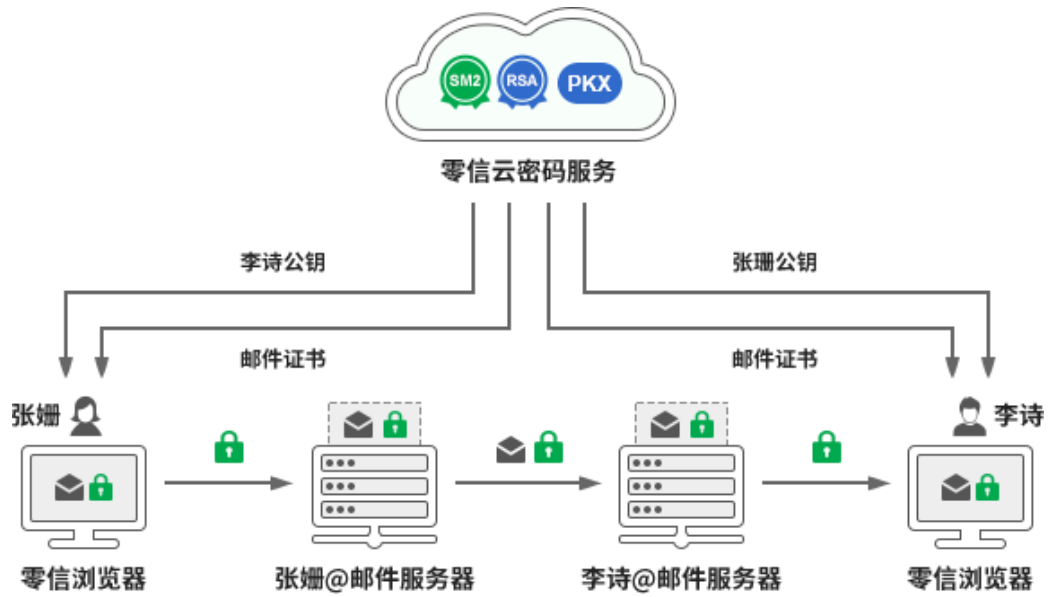 SM2 RSA PKX
零信云密码服务
李诗公钥 张珊公钥
邮件证书 邮件证书
张姗 李诗
零信浏览器 张姗@邮件服务器 李诗@邮件服务器 零信浏览器